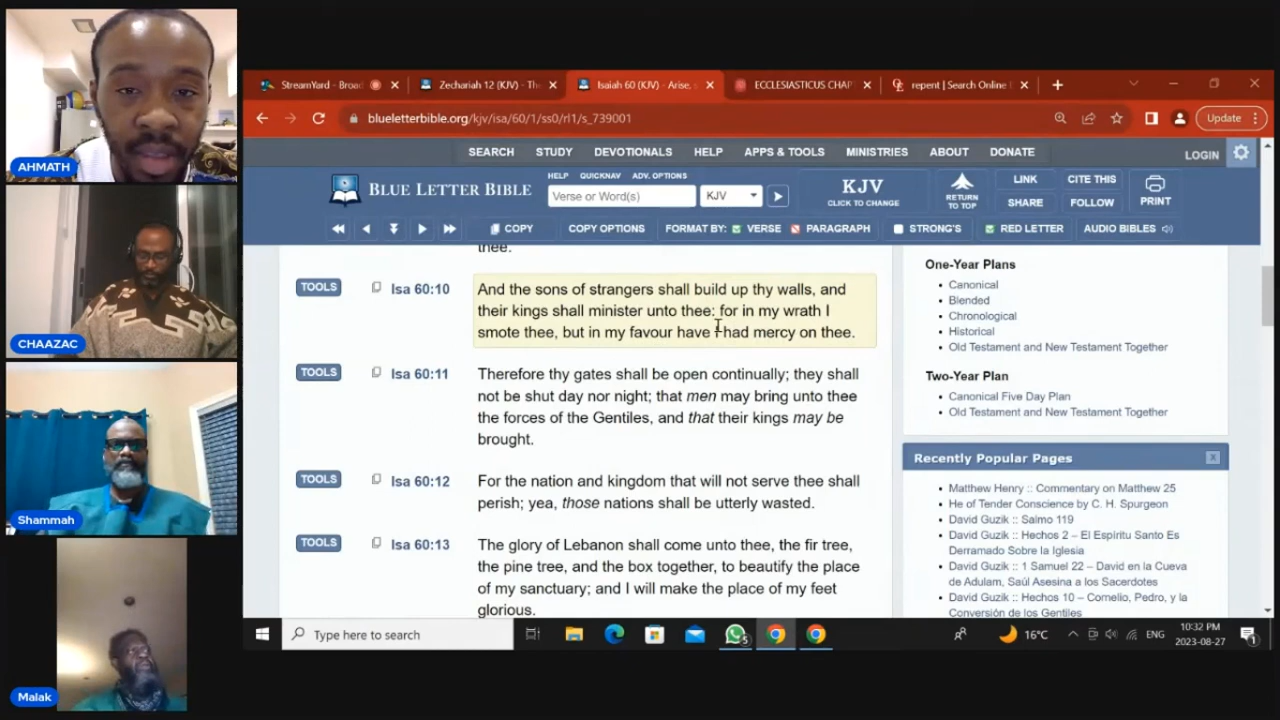 AHMATH
CHAAZAC
Shammah
Malak
StreamYard - Broad
Zechariah 12 (KJV) - The
Isaiah 60 (KJV) - Arise, s
ECCLESIASTICUS CHAP
repent | Search Online
blueletterbible.org/kjv/isa/60/1/ss0/rl1/s_739001
Update
SEARCH STUDY DEVOTIONALS HELP APPS & TOOLS MINISTRIES ABOUT DONATE
LOGIN
BLUE LETTER BIBLE
HELP QUICKNAV ADV. OPTIONS
Verse or Word(s)
KJV
KJV
CLICK TO CHANGE
RETURN
TO TOP
LINK
SHARE
CITE THIS
FOLLOW
PRINT
COPY COPY OPTIONS FORMAT BY: VERSE PARAGRAPH STRONG'S RED LETTER AUDIO BIBLES
thee.
TOOLS Isa 60:10 And the sons of strangers shall build up thy walls, and
their kings shall minister unto thee: for in my wrath I
smote thee, but in my favour have I had mercy on thee.
TOOLS Isa 60:11 Therefore thy gates shall be open continually; they shall
not be shut day nor night; that men may bring unto thee
the forces of the Gentiles, and that their kings may be
brought.
TOOLS Isa 60:12 For the nation and kingdom that will not serve thee shall
perish; yea, those nations shall be utterly wasted.
TOOLS Isa 60:13 The glory of Lebanon shall come unto thee, the fir tree,
the pine tree, and the box together, to beautify the place
of my sanctuary; and I will make the place of my feet
glorious.
One-Year Plans
Canonical
Blended
Chronological
Historical
Old Testament and New Testament Together
Two-Year Plan
Canonical Five Day Plan
Old Testament and New Testament Together
Recently Popular Pages
Matthew Henry :: Commentary on Matthew 25
He of Tender Conscience by C. H. Spurgeon
David Guzik :: Salmo 119
David Guzik :: Hechos 2 – El Espíritu Santo Es
Derramado Sobre la Iglesia
David Guzik :: 1 Samuel 22 – David en la Cueva
de Adulam, Saúl Asesina a los Sacerdotes
David Guzik :: Hechos 10 – Cornelio, Pedro, y la
Conversión de los Gentiles
Type here to search
5
16°C
ENG
10:32 PM
2023-08-27
1